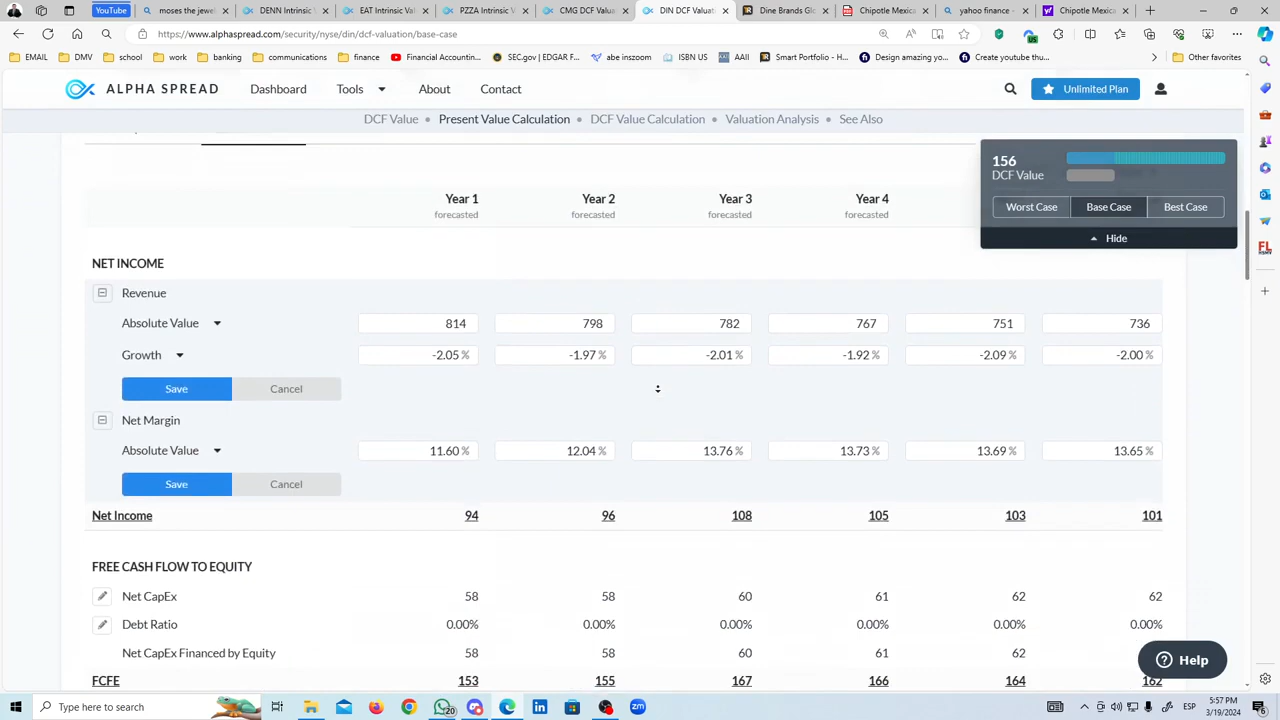 YouTube
moses the jewel
DENN Intrinsic V
EAT Intrinsic Valu
PZZA Intrinsic V
CMG DCF Valuat
DIN DCF Valuat
Dine Brands - 3
Chipotle Mexica
yahoo finance -
Chipotle Mexica
https://www.alphaspread.com/security/nyse/din/dcf-valuation/base-case
EMAIL DMV school work banking communications finance Financial Accountin... SEC.gov | EDGAR F... abe inszoom ISBN US AAII Smart Portfolio - H... Design amazing yo... Create youtube thu... Other favorites
ALPHA SPREAD Dashboard Tools About Contact Unlimited Plan
DCF Value • Present Value Calculation • DCF Value Calculation • Valuation Analysis • See Also
156
DCF Value
Worst Case Base Case Best Case
Hide
Year 1 Year 2 Year 3 Year 4
forecasted forecasted forecasted forecasted
NET INCOME
Revenue
Absolute Value 814 798 782 767 751 736
Growth -2.05 % -1.97 % -2.01 % -1.92 % -2.09 % -2.00 %
Save Cancel
Net Margin
Absolute Value 11.60 % 12.04 % 13.76 % 13.73 % 13.69 % 13.65 %
Save Cancel
Net Income 94 96 108 105 103 101
FREE CASH FLOW TO EQUITY
Net CapEx 58 58 60 61 62 62
Debt Ratio 0.00% 0.00% 0.00% 0.00% 0.00% 0.00%
Net CapEx Financed by Equity 58 58 60 61 62
FCFE 153 155 167 166 164 162
Help
Type here to search
20
ESP
5:57 PM
3/19/2024